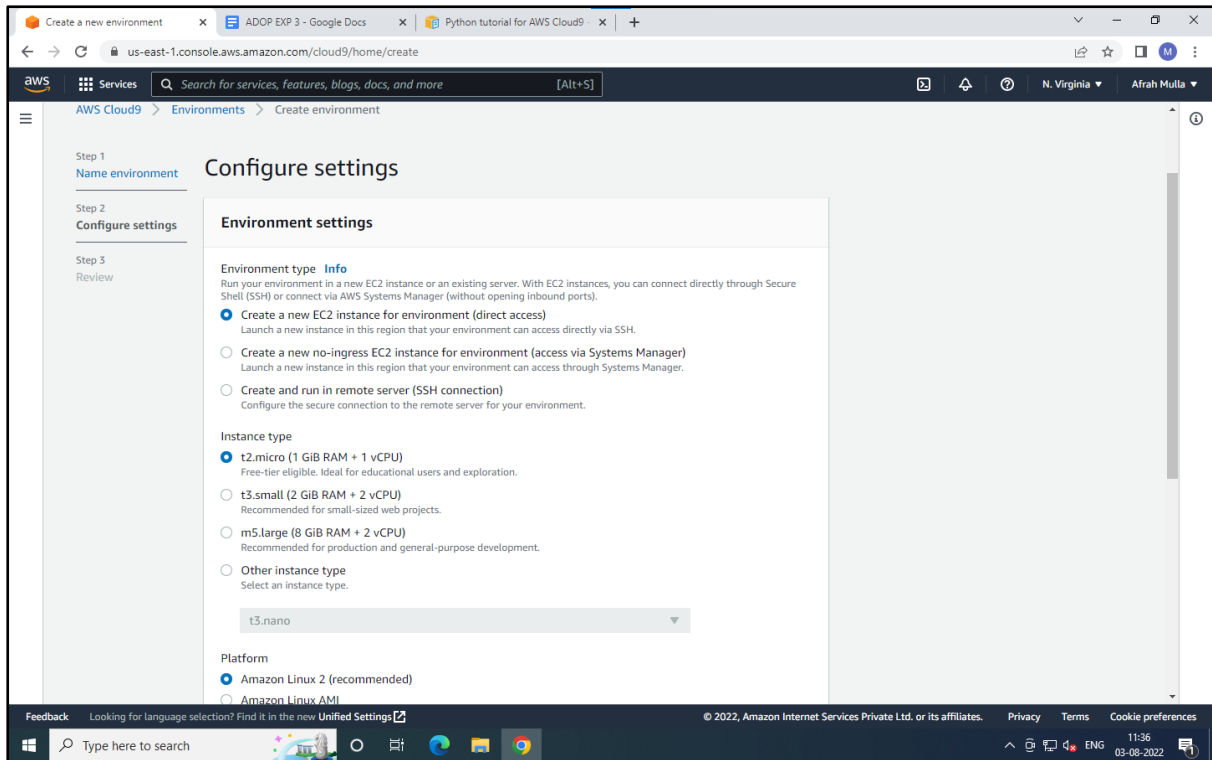 Create a new environment
ADOP EXP 3 - Google Docs
Python tutorial for AWS Cloud9 -
us-east-1.console.aws.amazon.com/cloud9/home/create
M
aws
Services
Search for services, features, blogs, docs, and more
[Alt+S]
N. Virginia
Afrah Mulla
AWS Cloud9 > Environments > Create environment
Step 1
Name environment
Step 2
Configure settings
Step 3
Review
Configure settings
Environment settings
Environment type Info
Run your environment in a new EC2 instance or an existing server. With EC2 instances, you can connect directly through Secure
Shell (SSH) or connect via AWS Systems Manager (without opening inbound ports).
Create a new EC2 instance for environment (direct access)
Launch a new instance in this region that your environment can access directly via SSH.
Create a new no-ingress EC2 instance for environment (access via Systems Manager)
Launch a new instance in this region that your environment can access through Systems Manager.
Create and run in remote server (SSH connection)
Configure the secure connection to the remote server for your environment.
Instance type
t2.micro (1 GiB RAM + 1 vCPU)
Free-tier eligible. Ideal for educational users and exploration.
t3.small (2 GiB RAM + 2 vCPU)
Recommended for small-sized web projects.
m5.large (8 GiB RAM + 2 vCPU)
Recommended for production and general-purpose development.
Other instance type
Select an instance type.
t3.nano
Platform
Amazon Linux 2 (recommended)
Amazon Linux AMI
Feedback
Looking for language selection? Find it in the new Unified Settings
© 2022, Amazon Internet Services Private Ltd. or its affiliates.
Privacy
Terms
Cookie preferences
Type here to search
ENG
11:36
03-08-2022